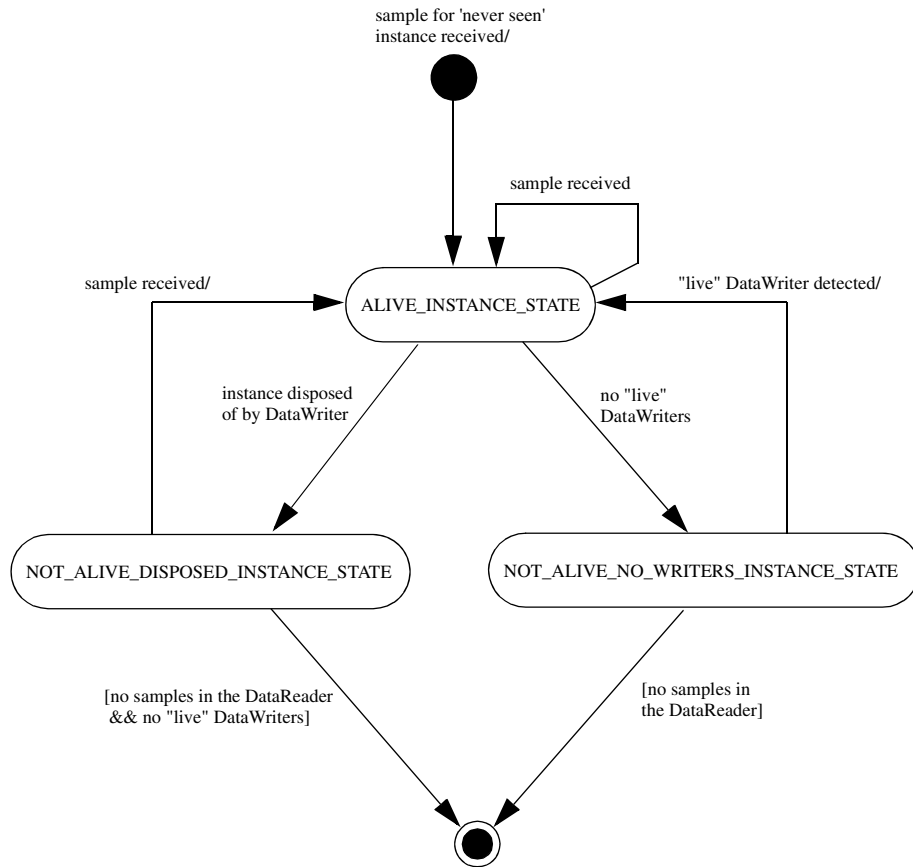 sample for 'never seen'
instance received/
sample received
sample received/
"live" DataWriter detected/
ALIVE_INSTANCE_STATE
instance disposed
of by DataWriter
no "live"
DataWriters
NOT_ALIVE_DISPOSED_INSTANCE_STATE
NOT_ALIVE_NO_WRITERS_INSTANCE_STATE
[no samples in the DataReader
&& no "live" DataWriters]
[no samples in
the DataReader]